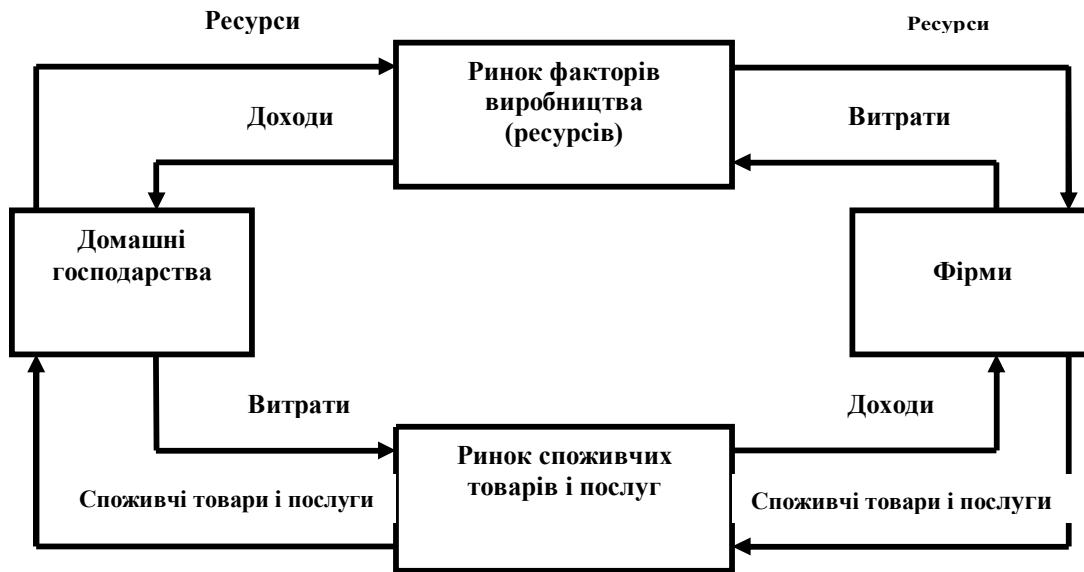 Ресурси
Ресурси
Ринок факторів
виробництва
(ресурсів)
Доходи
Витрати
Домашні
господарства
Фірми
Витрати
Доходи
Ринок споживчих
товарів і послуг
Споживчі товари і послуги
Споживчі товари і послуги